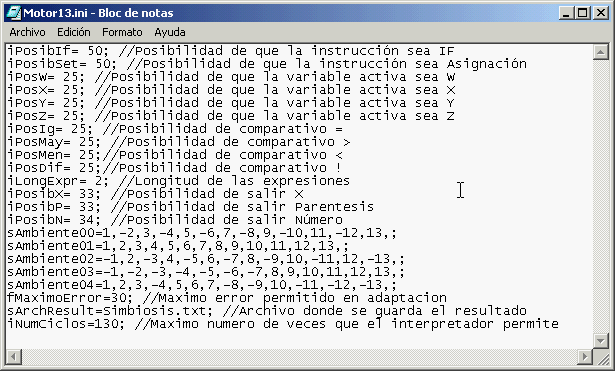 Motor13.ini - Bloc de notas
Archivo Edición Formato Ayuda
iPosibIf= 50; //Posibilidad de que la instrucción sea IF
iPosibSet= 50; //Posibilidad de que la instrucción sea Asignación
iPosW= 25; //Posibilidad de que la variable activa sea W
iPosX= 25; //Posibilidad de que la variable activa sea X
iPosY= 25; //Posibilidad de que la variable activa sea Y
iPosZ= 25; //Posibilidad de que la variable activa sea Z
iPosIg= 25; //Posibilidad de comparativo =
iPosMay= 25; //Posibilidad de comparativo >
iPosMen= 25;//Posibilidad de comparativo <
iPosDif= 25; //Posibilidad de comparativo !
iLongExpr= 2; //Longitud de las expresiones
iPosibX= 33; //Posibilidad de salir X
iPosibP= 33; //Posibilidad de salir Parentesis
iPosibN= 34; //Posibilidad de salir Número
sAmbiente00=1,-2,3,-4,5,-6,7,-8,9,-10,11,-12,13,;
sAmbiente01=1,2,3,4,5,6,7,8,9,10,11,12,13,;
sAmbiente02=-1,2,-3,4,-5,6,-7,8,-9,10,-11,12,-13,;
sAmbiente03=-1,-2,-3,-4,-5,-6,-7,8,9,10,11,12,13,;
sAmbiente04=1,2,3,-4,5,6,7,-8,-9,10,-11,-12,-13,;
fMaximoError=30; //Maximo error permitido en adaptacion
sArchResult=Simbiosis.txt; //Archivo donde se guarda el resultado
iNumCiclos=130; //Maximo numero de veces que el interpretador permite